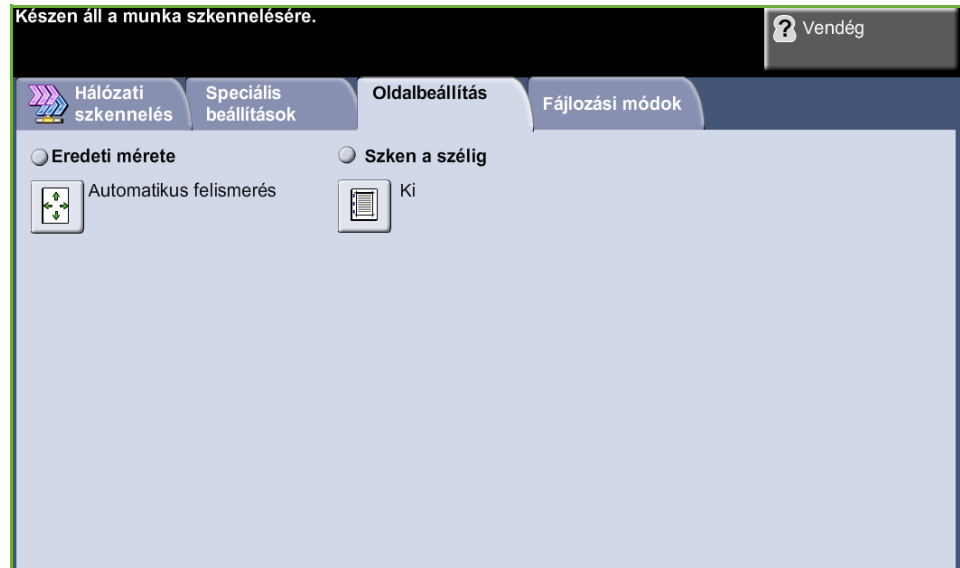 Készen áll a munka szkennelésére.
? Vendég
Hálózati
szkennelés
Speciális
beállítások
Oldalbeállítás
Fájlozási módok
Eredeti mérete
Szken a szélig
Automatikus felismerés
Ki